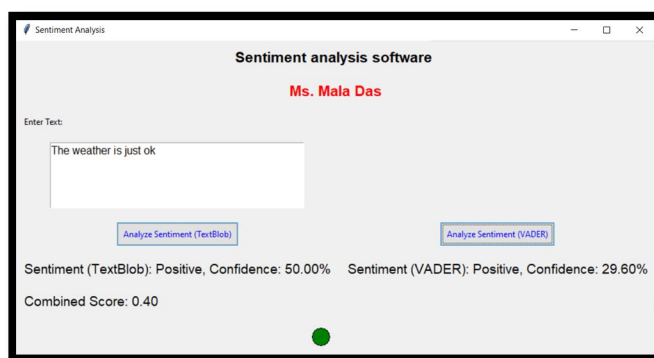 Sentiment Analysis
Sentiment analysis software
Ms. Mala Das
Enter Text:
The weather is just ok
Analyze Sentiment (TextBlob) Analyze Sentiment (VADER)
Sentiment (TextBlob): Positive, Confidence: 50.00% Sentiment (VADER): Positive, Confidence: 29.60%
Combined Score: 0.40